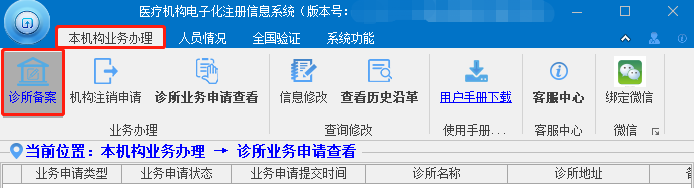 医疗机构电子化注册信息系统（版本号：
本机构业务办理 人员情况 全国验证 系统功能
诊所备案 机构注销申请 诊所业务申请查看 信息修改 查看历史沿革 用户手册下载 客服中心 绑定微信
业务办理 查询修改 使用手册... 客服中心 微信
当前位置：本机构业务办理 → 诊所业务申请查看
业务申请类型 业务申请状态 业务申请提交时间 诊所名称 诊所地址